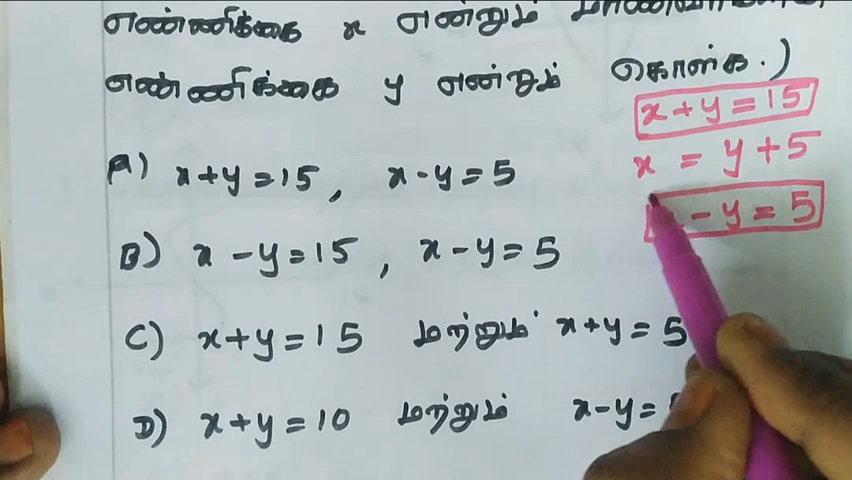 எண்ணிக்கை x என்றும்
எண்ணிக்கை y என்றும் கொள்க.)
x+y=15
x = y+5
-y=5
A) x+y=15, x-y=5
B) x-y=15, x-y=5
C) x+y=15 மற்றும் x+y=5
D) x+y=10 மற்றும் x-y=